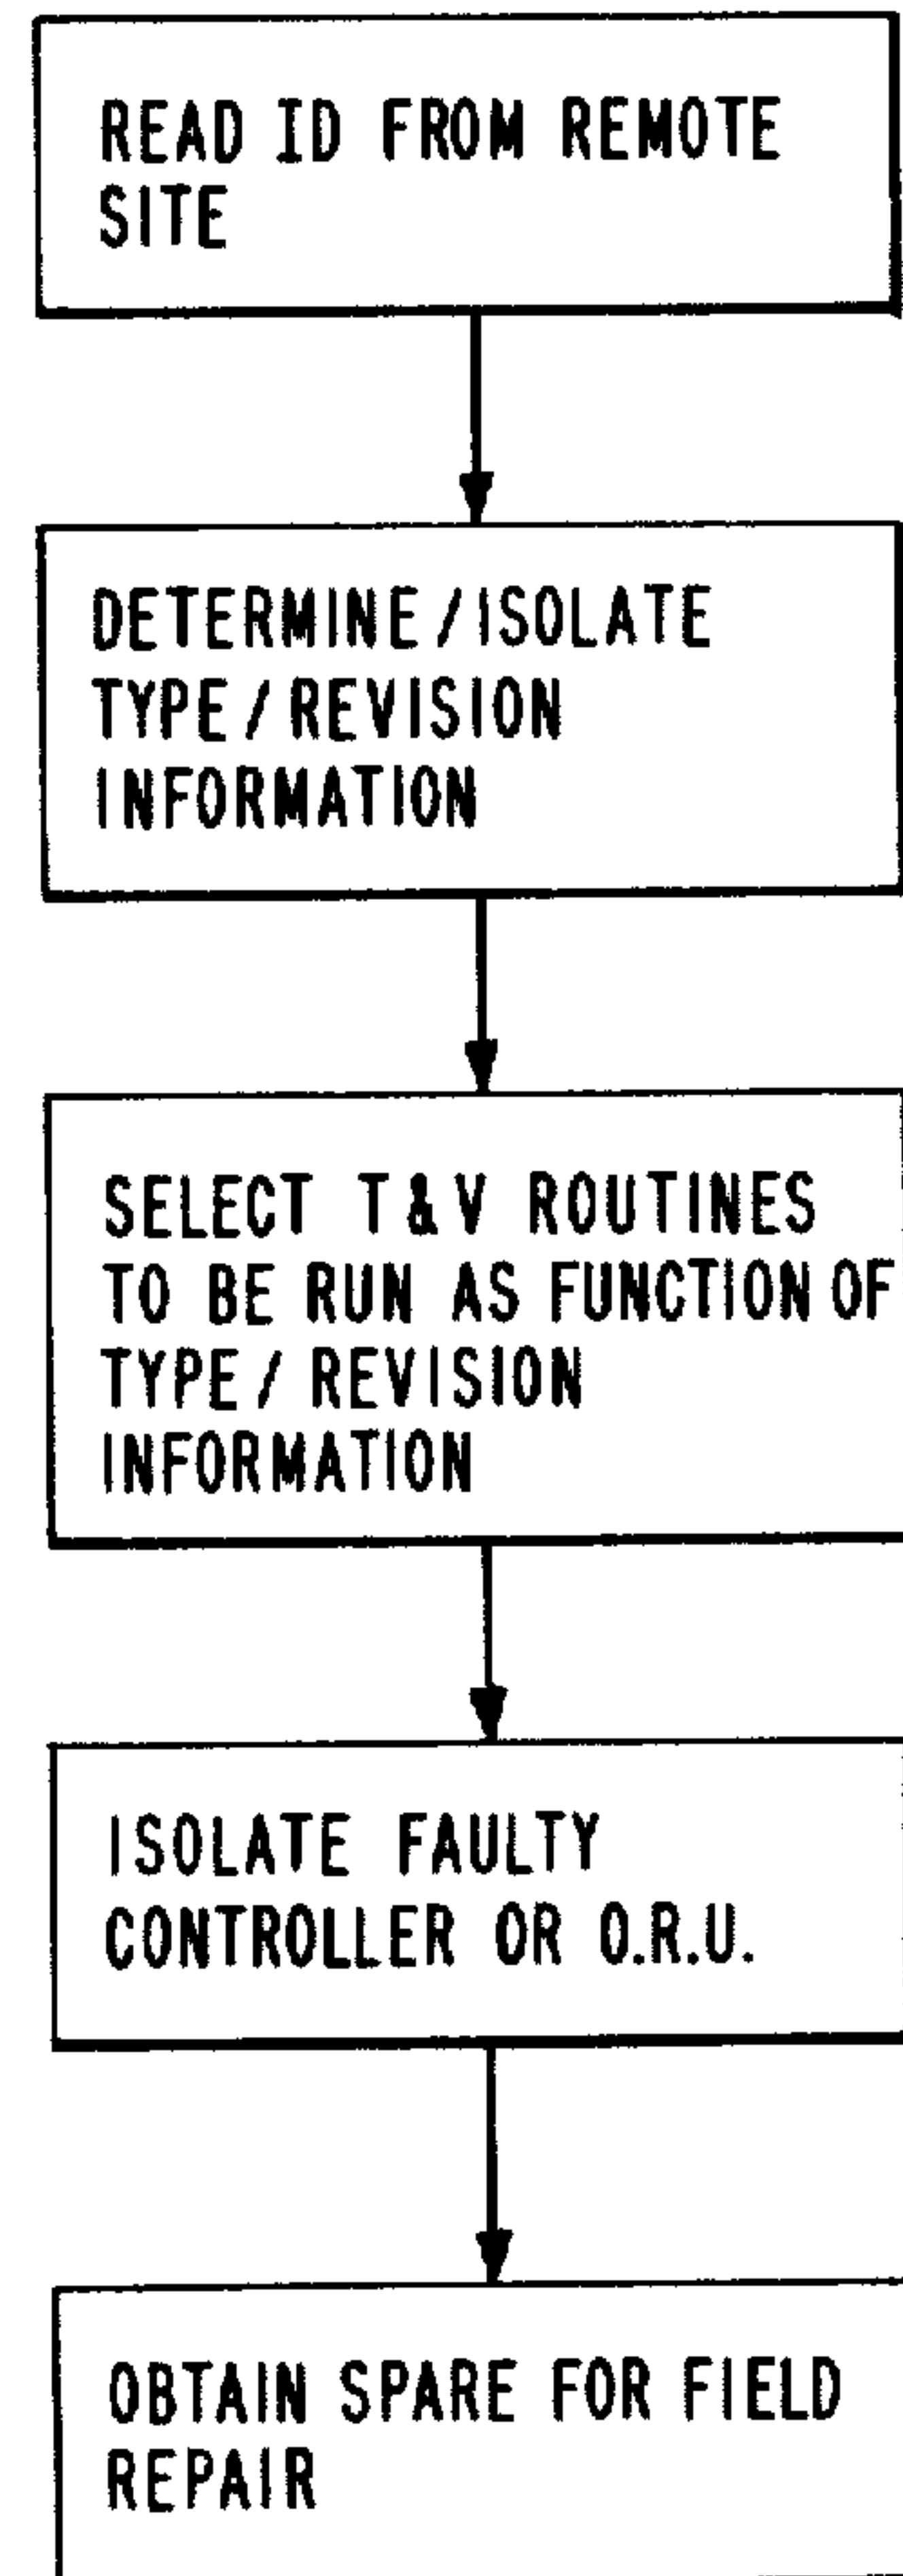 READ ID FROM REMOTE
SITE
DETERMINE/ISOLATE
TYPE/REVISION
INFORMATION
SELECT T&V ROUTINES
TO BE RUN AS FUNCTION OF
TYPE/REVISION
INFORMATION
ISOLATE FAULTY
CONTROLLER OR O.R.U.
OBTAIN SPARE FOR FIELD
REPAIR